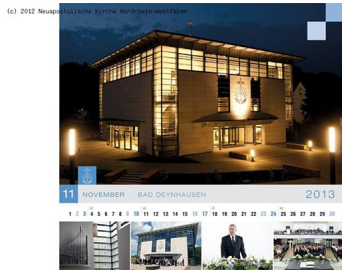 (c) 2012 Neuapostolische Kirche Nordrhein-Westfalen
11 NOVEMBER · BAD OEYNHAUSEN 2013
1 2 3 4 5 6 7 8 9 10 11 12 13 14 15 16 17 18 19 20 21 22 23 24 25 26 27 28 29 30